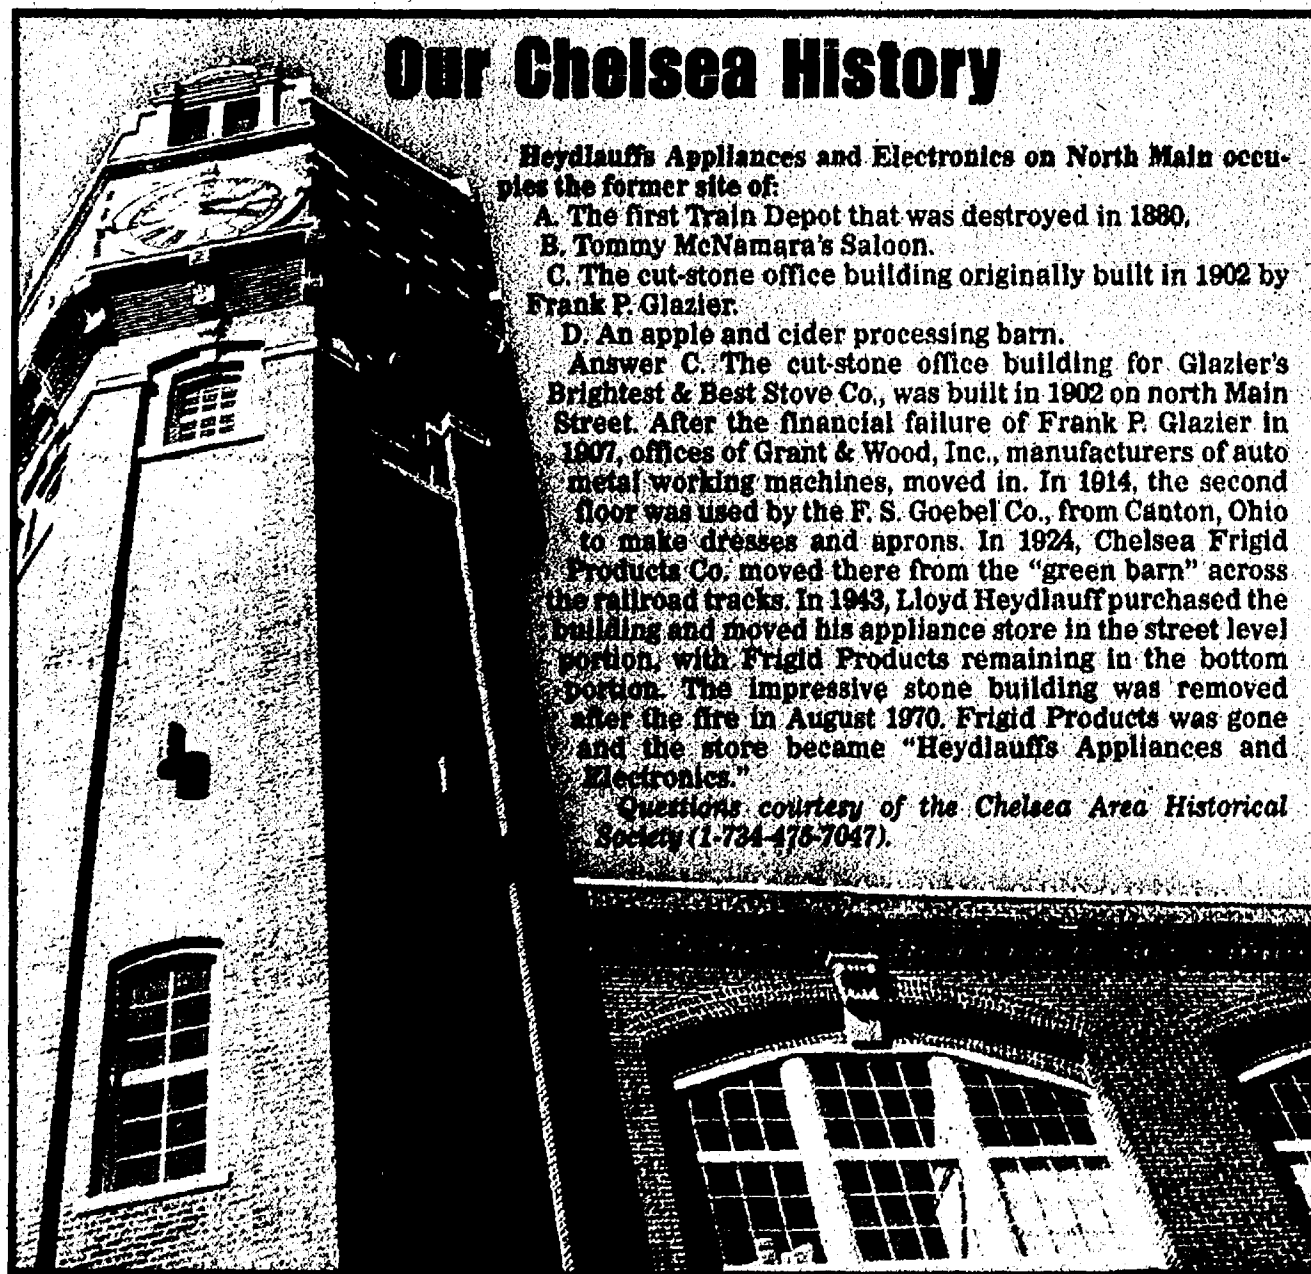 Our Chelsea History
Heydlauffs Appliances and Electronics on North Main occu-
pies the former site of:
A. The first Train Depot that was destroyed in 1880.
B. Tommy McNamara's Saloon.
C. The cut-stone office building originally built in 1902 by
Frank P. Glazier.
D. An apple and cider processing barn.
Answer C. The cut-stone office building for Glazier's
Brightest & Best Stove Co., was built in 1902 on north Main
Street. After the financial failure of Frank P. Glazier in
1907, offices of Grant & Wood, Inc., manufacturers of auto
metal working machines, moved in. In 1914, the second
floor was used by the F. S. Goebel Co., from Canton, Ohio
to make dresses and aprons. In 1924, Chelsea Frigid
Products Co. moved there from the "green barn" across
the railroad tracks. In 1943, Lloyd Heydlauff purchased the
building and moved his appliance store in the street level
portion, with Frigid Products remaining in the bottom
portion. The impressive stone building was removed
after the fire in August 1970. Frigid Products was gone
and the store became "Heydlauffs Appliances and
Electronics."
Questions courtesy of the Chelsea Area Historical
Society (1-734-475-7047).